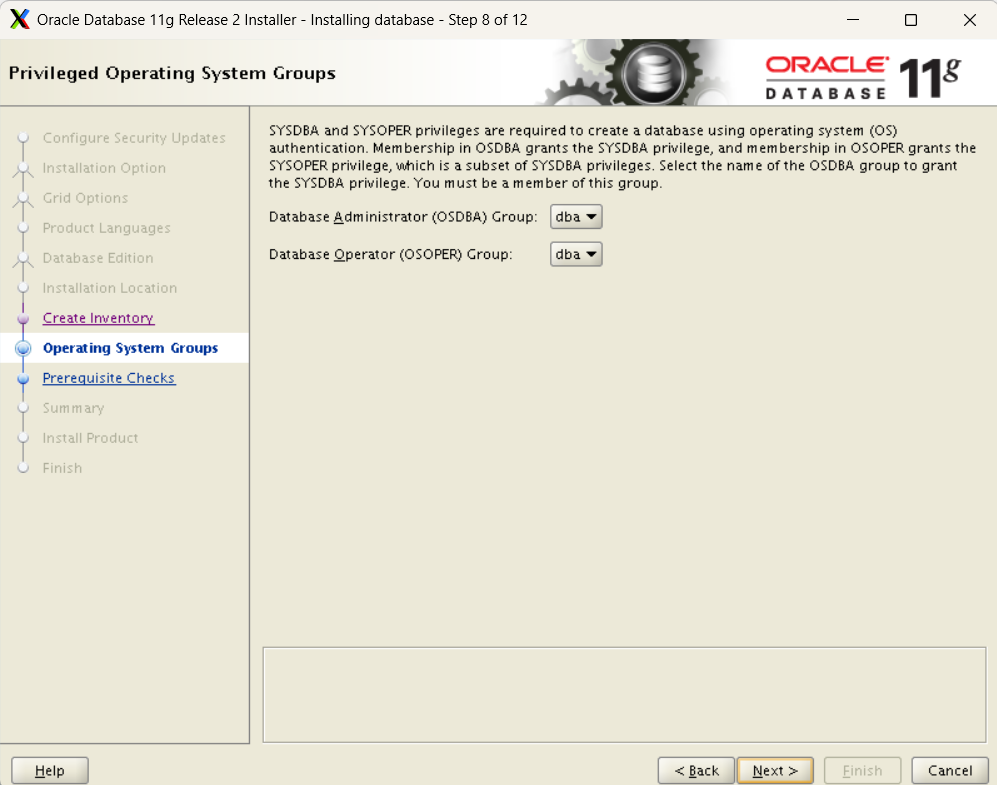 Oracle Database 11g Release 2 Installer - Installing database - Step 8 of 12
Privileged Operating System Groups
ORACLE
DATABASE
11g
Configure Security Updates
Installation Option
Grid Options
Product Languages
Database Edition
Installation Location
Create Inventory
Operating System Groups
Prerequisite Checks
Summary
Install Product
Finish
SYSDBA and SYSOPER privileges are required to create a database using operating system (OS)
authentication. Membership in OSDBA grants the SYSDBA privilege, and membership in OSOPER grants the
SYSOPER privilege, which is a subset of SYSDBA privileges. Select the name of the OSDBA group to grant
the SYSDBA privilege. You must be a member of this group.
Database Administrator (OSDBA) Group: dba
Database Operator (OSOPER) Group: dba
Help
< Back
Next >
Finish
Cancel